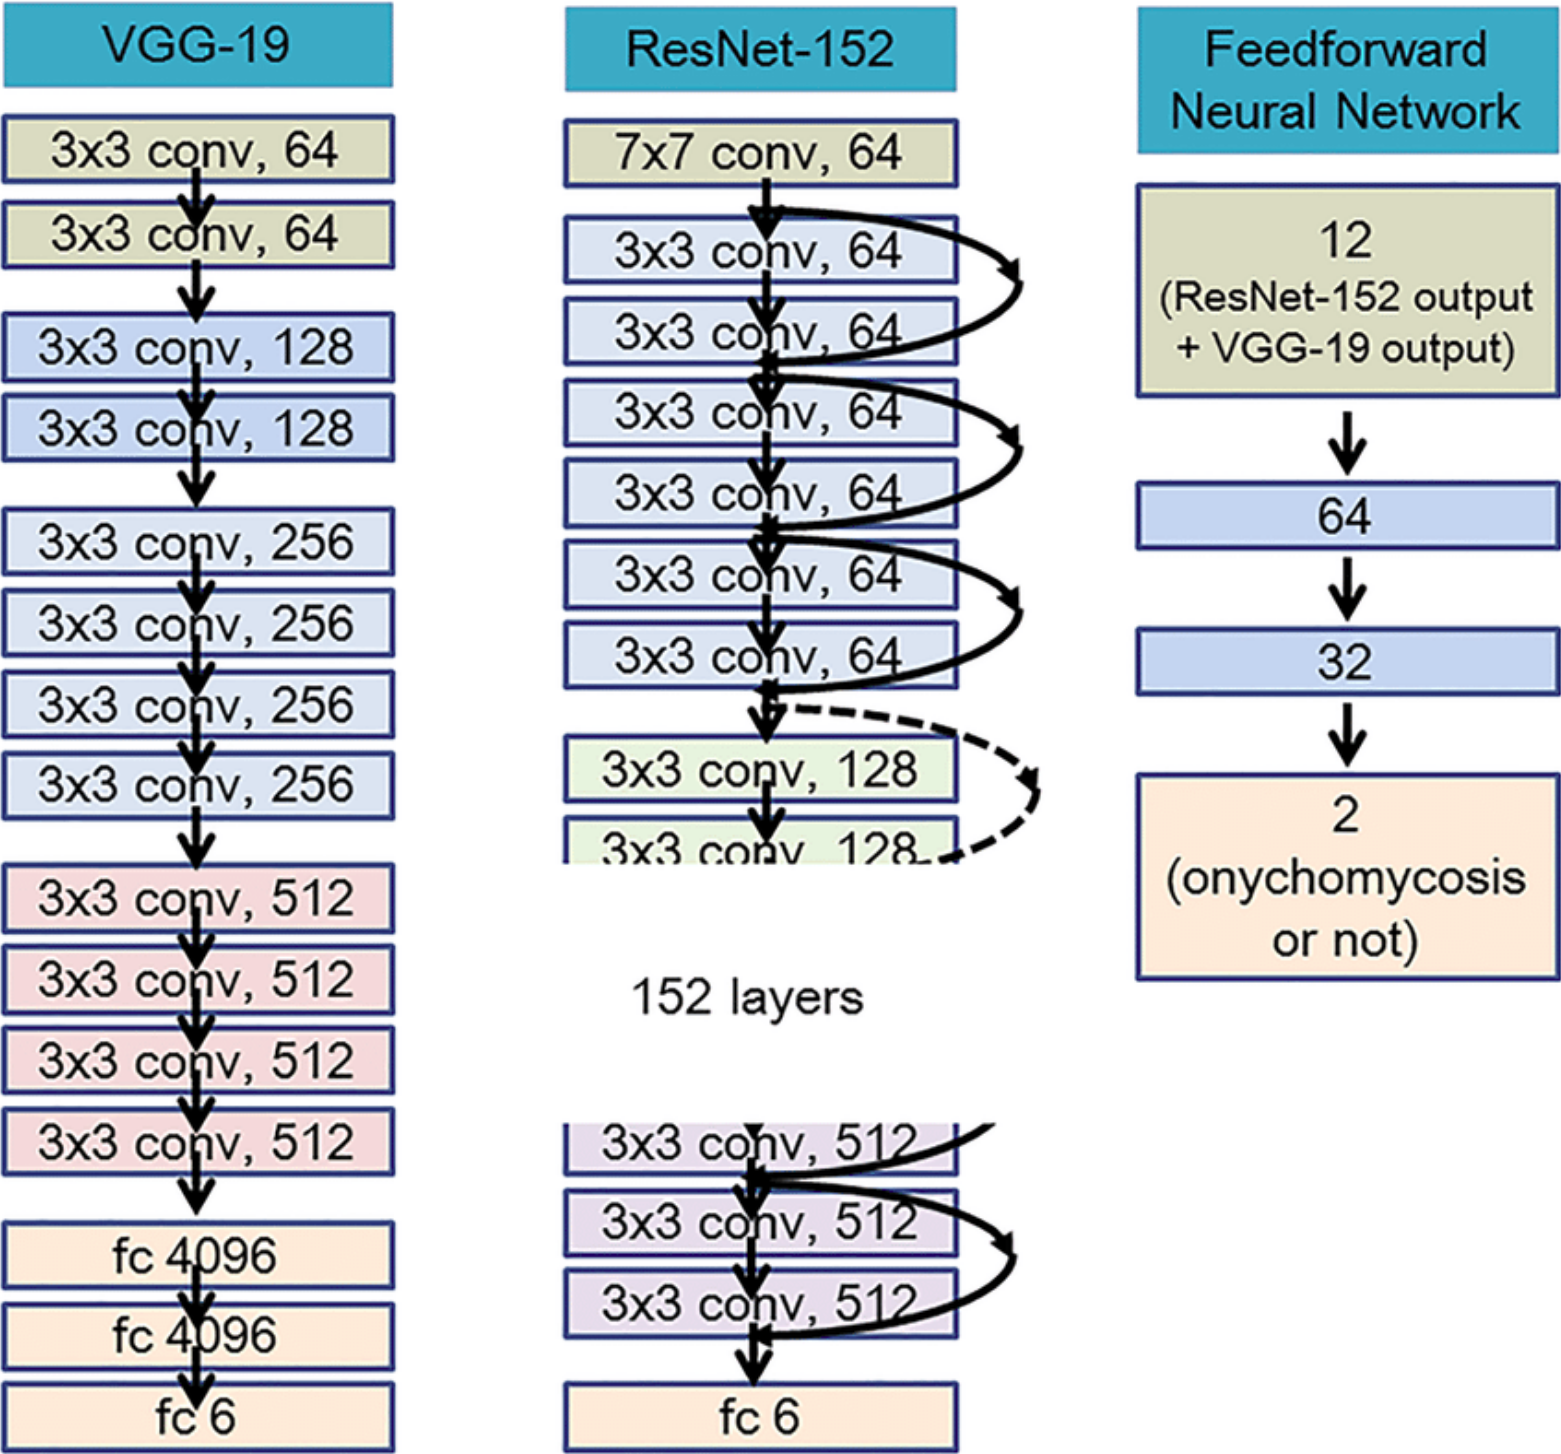 VGG-19
3x3 conv, 64
3x3 conv, 64
3x3 conv, 128
3x3 conv, 128
3x3 conv, 256
3x3 conv, 256
3x3 conv, 256
3x3 conv, 256
3x3 conv, 512
3x3 conv, 512
3x3 conv, 512
3x3 conv, 512
fc 4096
fc 4096
fc 6
ResNet-152
7x7 conv, 64
3x3 conv, 64
3x3 conv, 64
3x3 conv, 64
3x3 conv, 64
3x3 conv, 64
3x3 conv, 64
3x3 conv, 128
3x3 conv, 128
152 layers
3x3 conv, 512
3x3 conv, 512
3x3 conv, 512
fc 6
Feedforward
Neural Network
12
(ResNet-152 output
+ VGG-19 output)
64
32
2
(onychomycosis
or not)